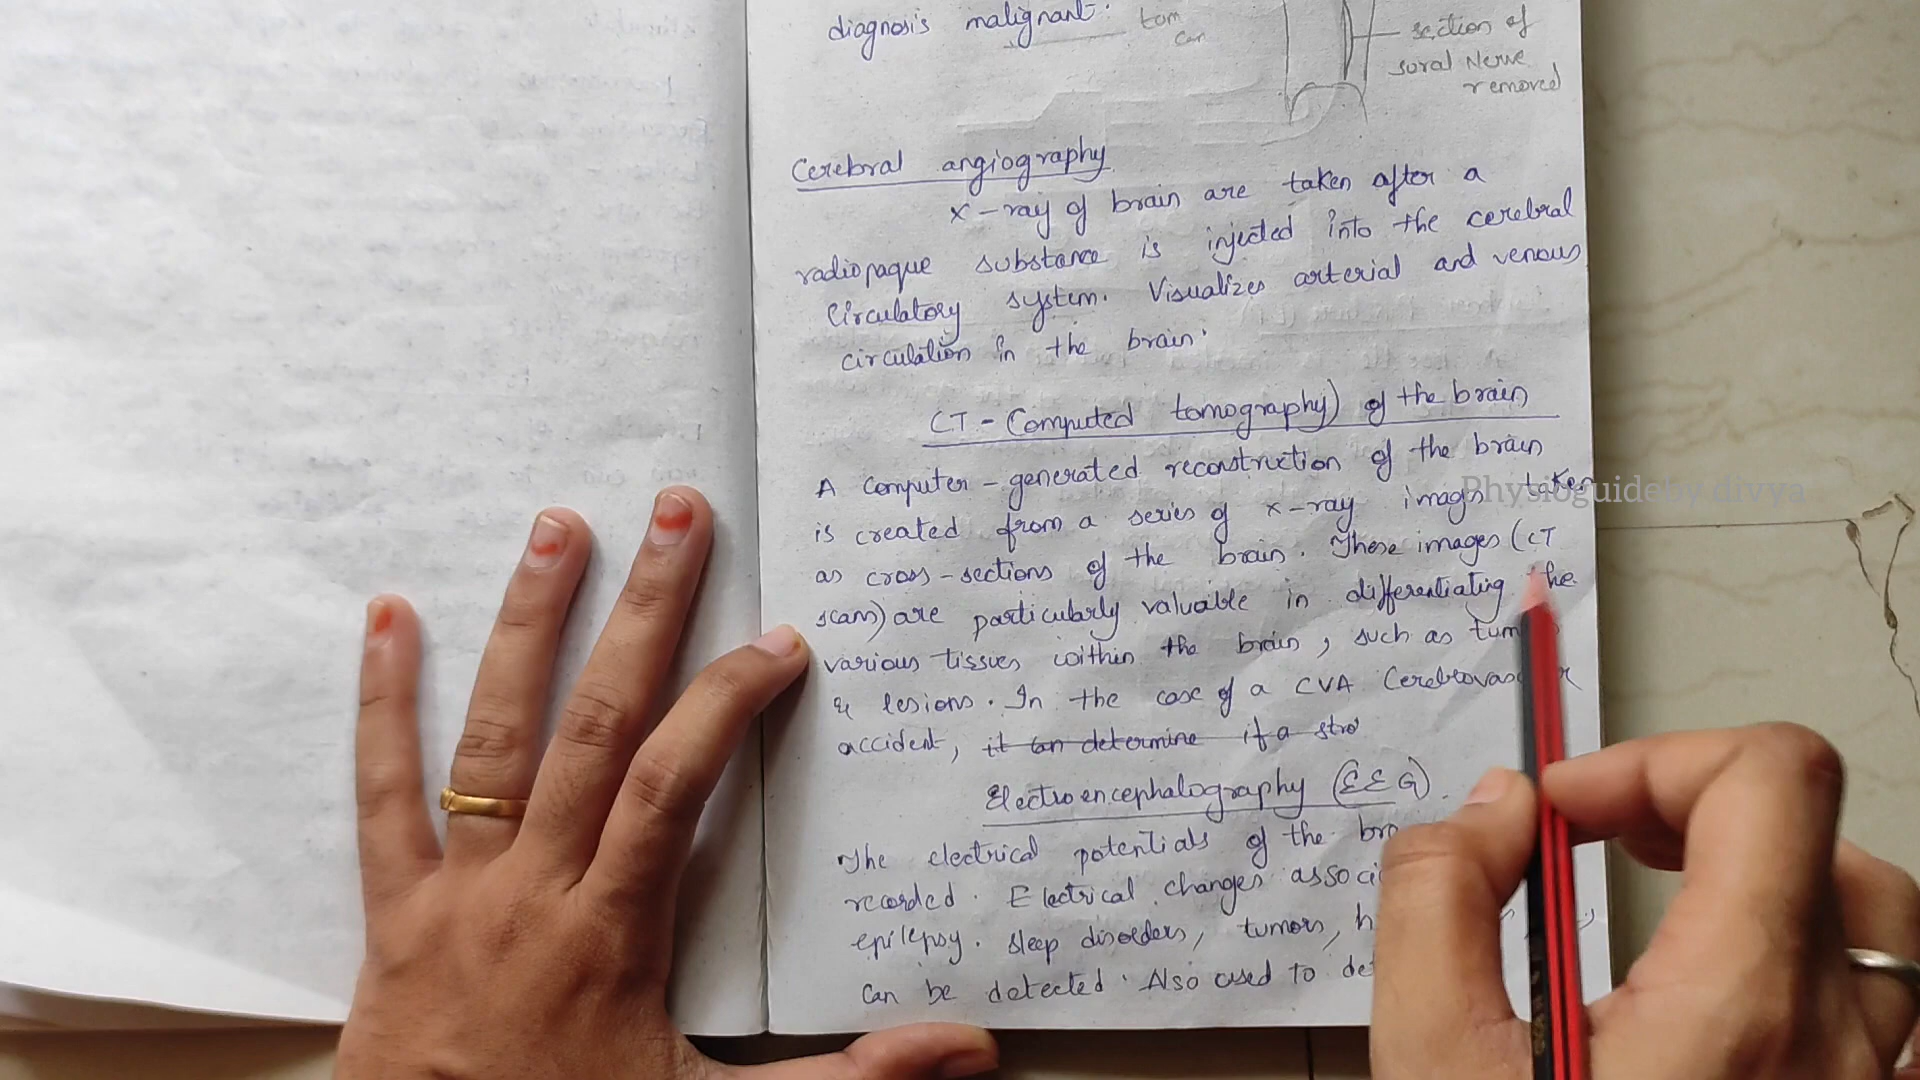 diagnosis malignant.
section of
sural Nerve
removed
Cerebral angiography
X-ray of brain are taken after a
radiopaque substance is injected into the cerebral
Circulatory system. Visualizes arterial and venous
circulation in the brain.
CT - Computed tomography) of the brain
A Computer - generated reconstruction of the brain
is created from a series of x-ray images taken
as cross-sections of the brain. These images (CT
scan) are particularly valuable in differentiating the
various tissues within the brain, such as
& lesions. In the case of a CVA
accident, it can determine if a stro
Electroencephalography (EEG).
The electrical potentials of the
recorded. Electrical changes
epilepsy. sleep disorders, tumors,
can be detected. Also used to
Physioguide by divya